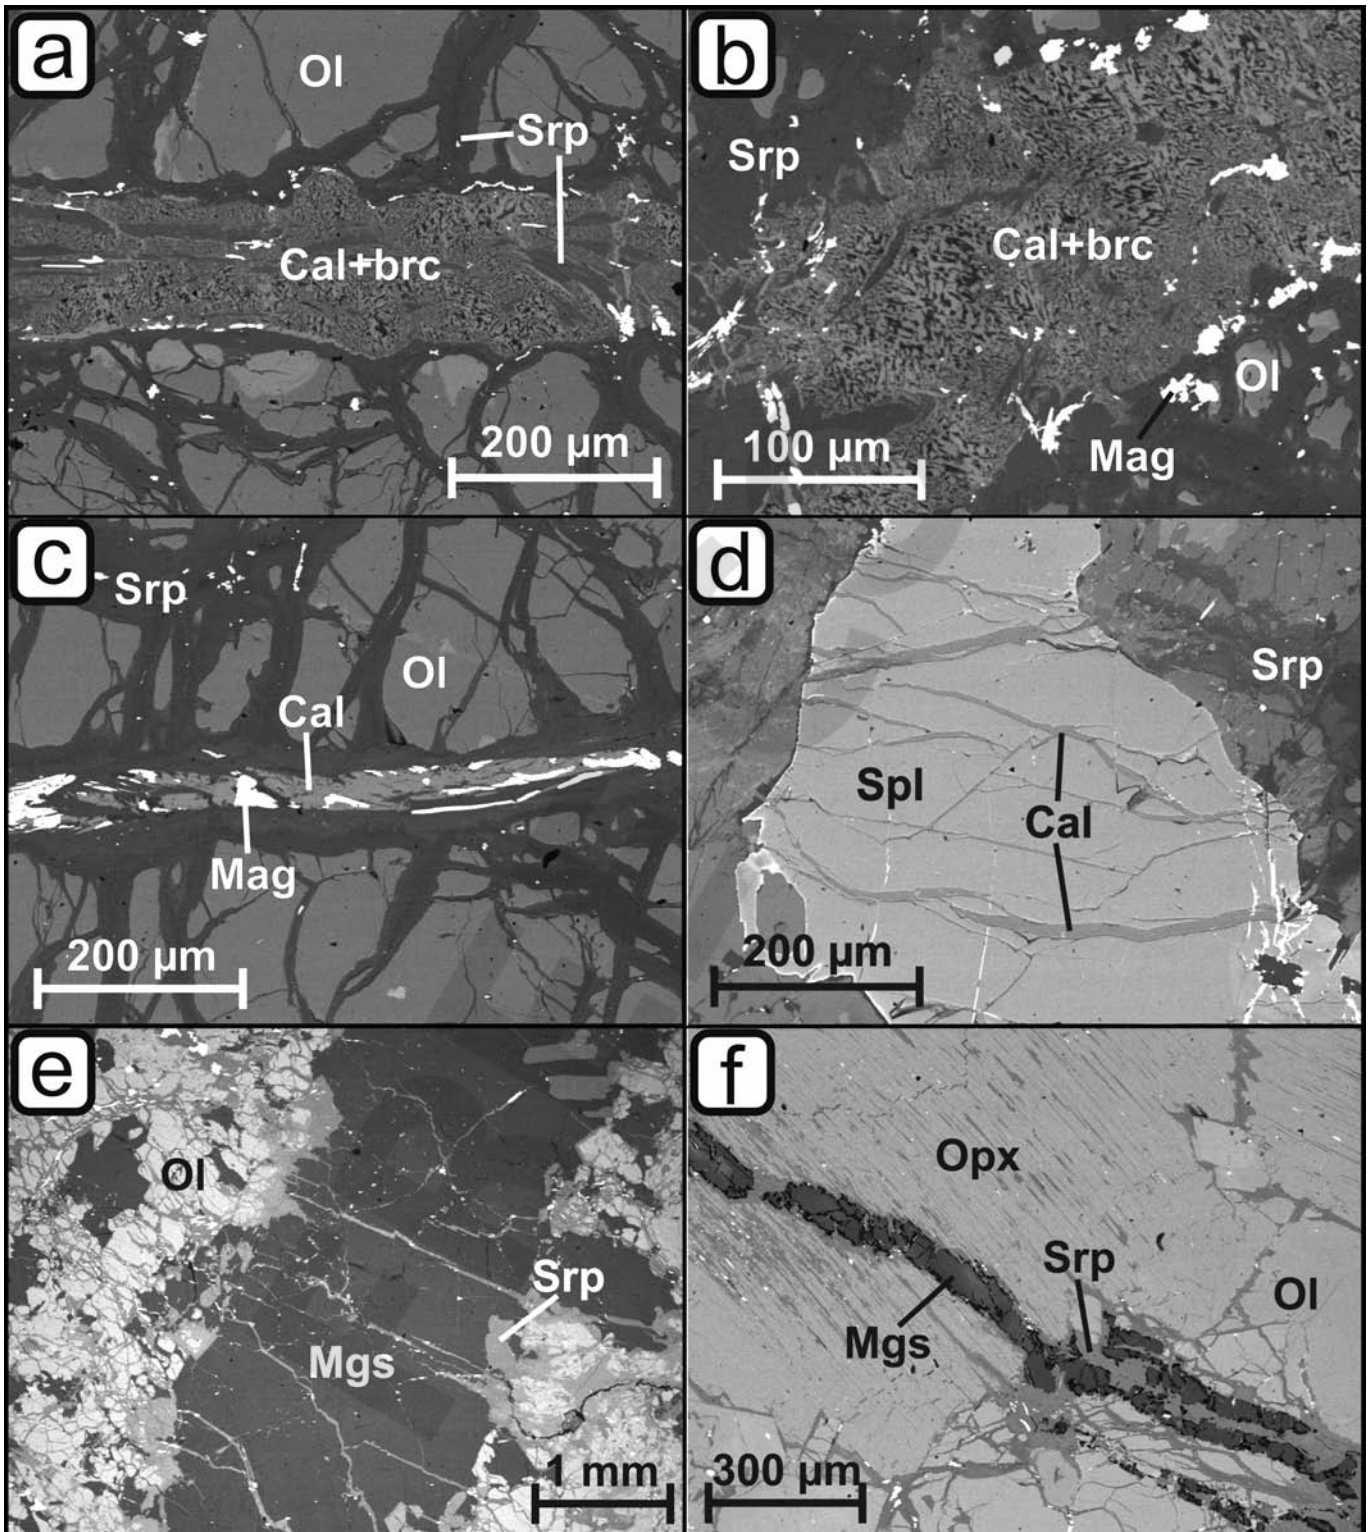 a
Ol
Srp
Cal+brc
200 µm
b
Srp
Cal+brc
Ol
Mag
100 µm
c
Srp
Ol
Cal
Mag
200 µm
d
Srp
Spl
Cal
200 µm
e
Ol
Srp
Mgs
1 mm
f
Opx
Srp
Ol
Mgs
300 µm